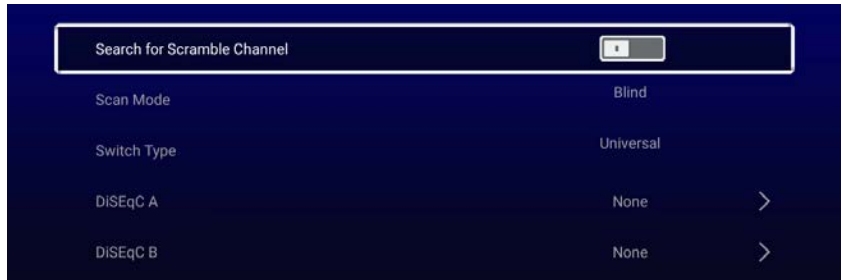 Search for Scramble Channel
Scan Mode Blind
Switch Type Universal
DiSEqC A None
DiSEqC B None